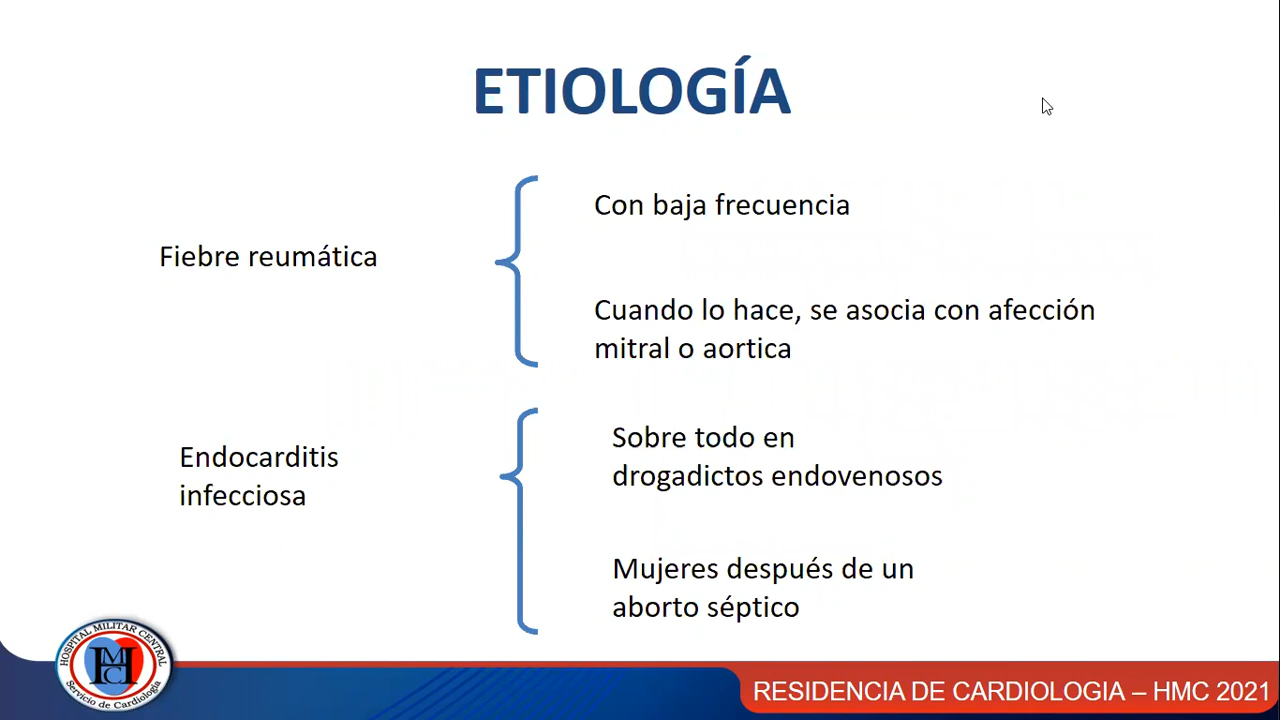 ETIOLOGÍA
Fiebre reumática
Con baja frecuencia
Cuando lo hace, se asocia con afección
mitral o aortica
Endocarditis
infecciosa
Sobre todo en
drogadictos endovenosos
Mujeres después de un
aborto séptico
HOSPITAL MILITAR CENTRAL
HMC
Servicio de Cardiología
RESIDENCIA DE CARDIOLOGIA – HMC 2021